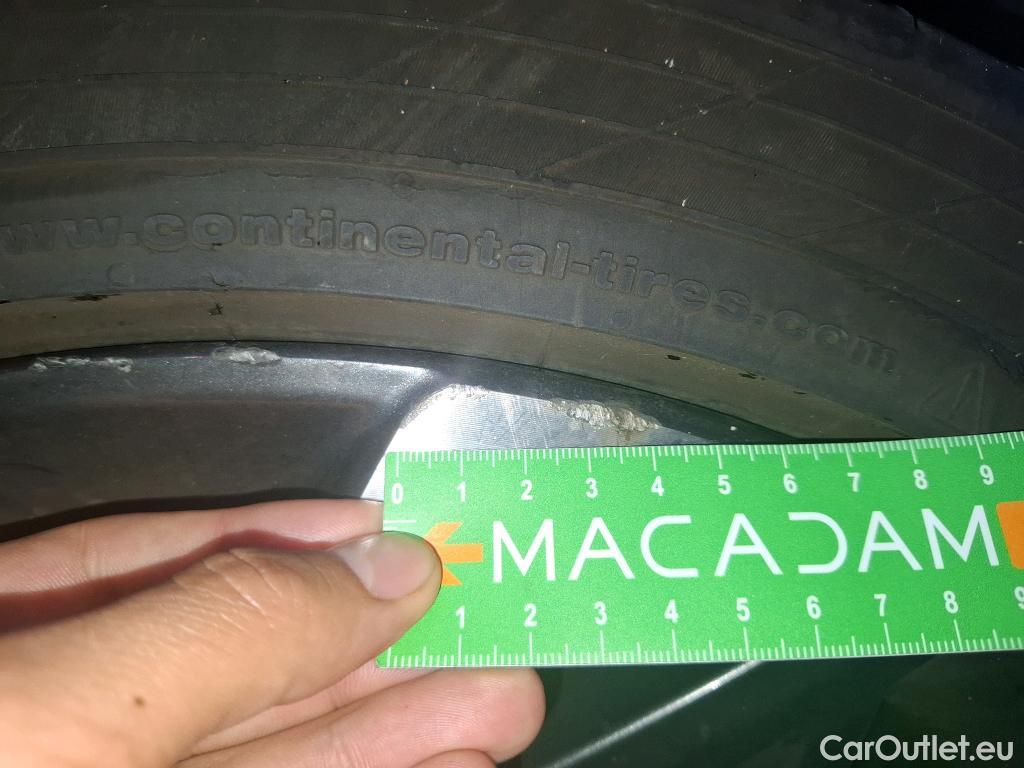 www.continental-tires.com
0 1 2 3 4 5 6 7 8 9
MACADAM
1 2 3 4 5 6 7 8 9
CarOutlet.eu